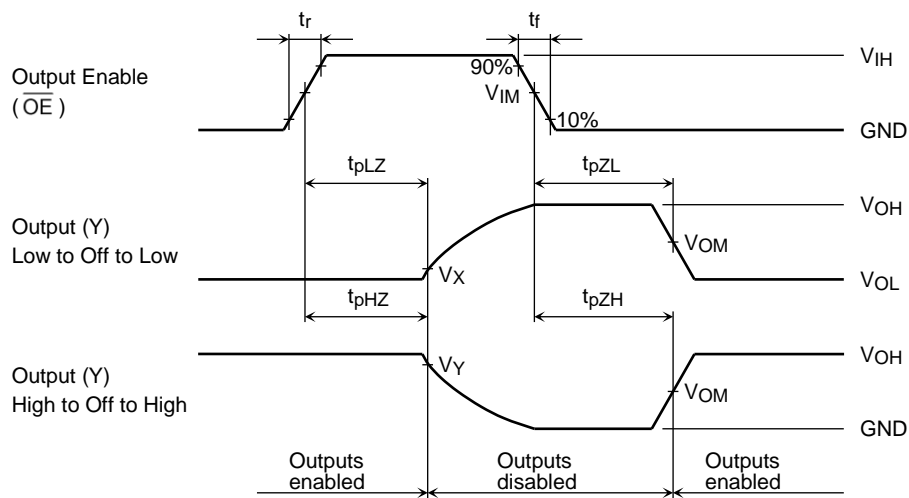 tr
tf
Output Enable
( OE )
90%
VIM
10%
VIH
GND
tpLZ
tpZL
Output (Y)
Low to Off to Low
VX
VOM
VOH
VOL
tpHZ
tpZH
Output (Y)
High to Off to High
VY
VOM
VOH
GND
Outputs
enabled
Outputs
disabled
Outputs
enabled